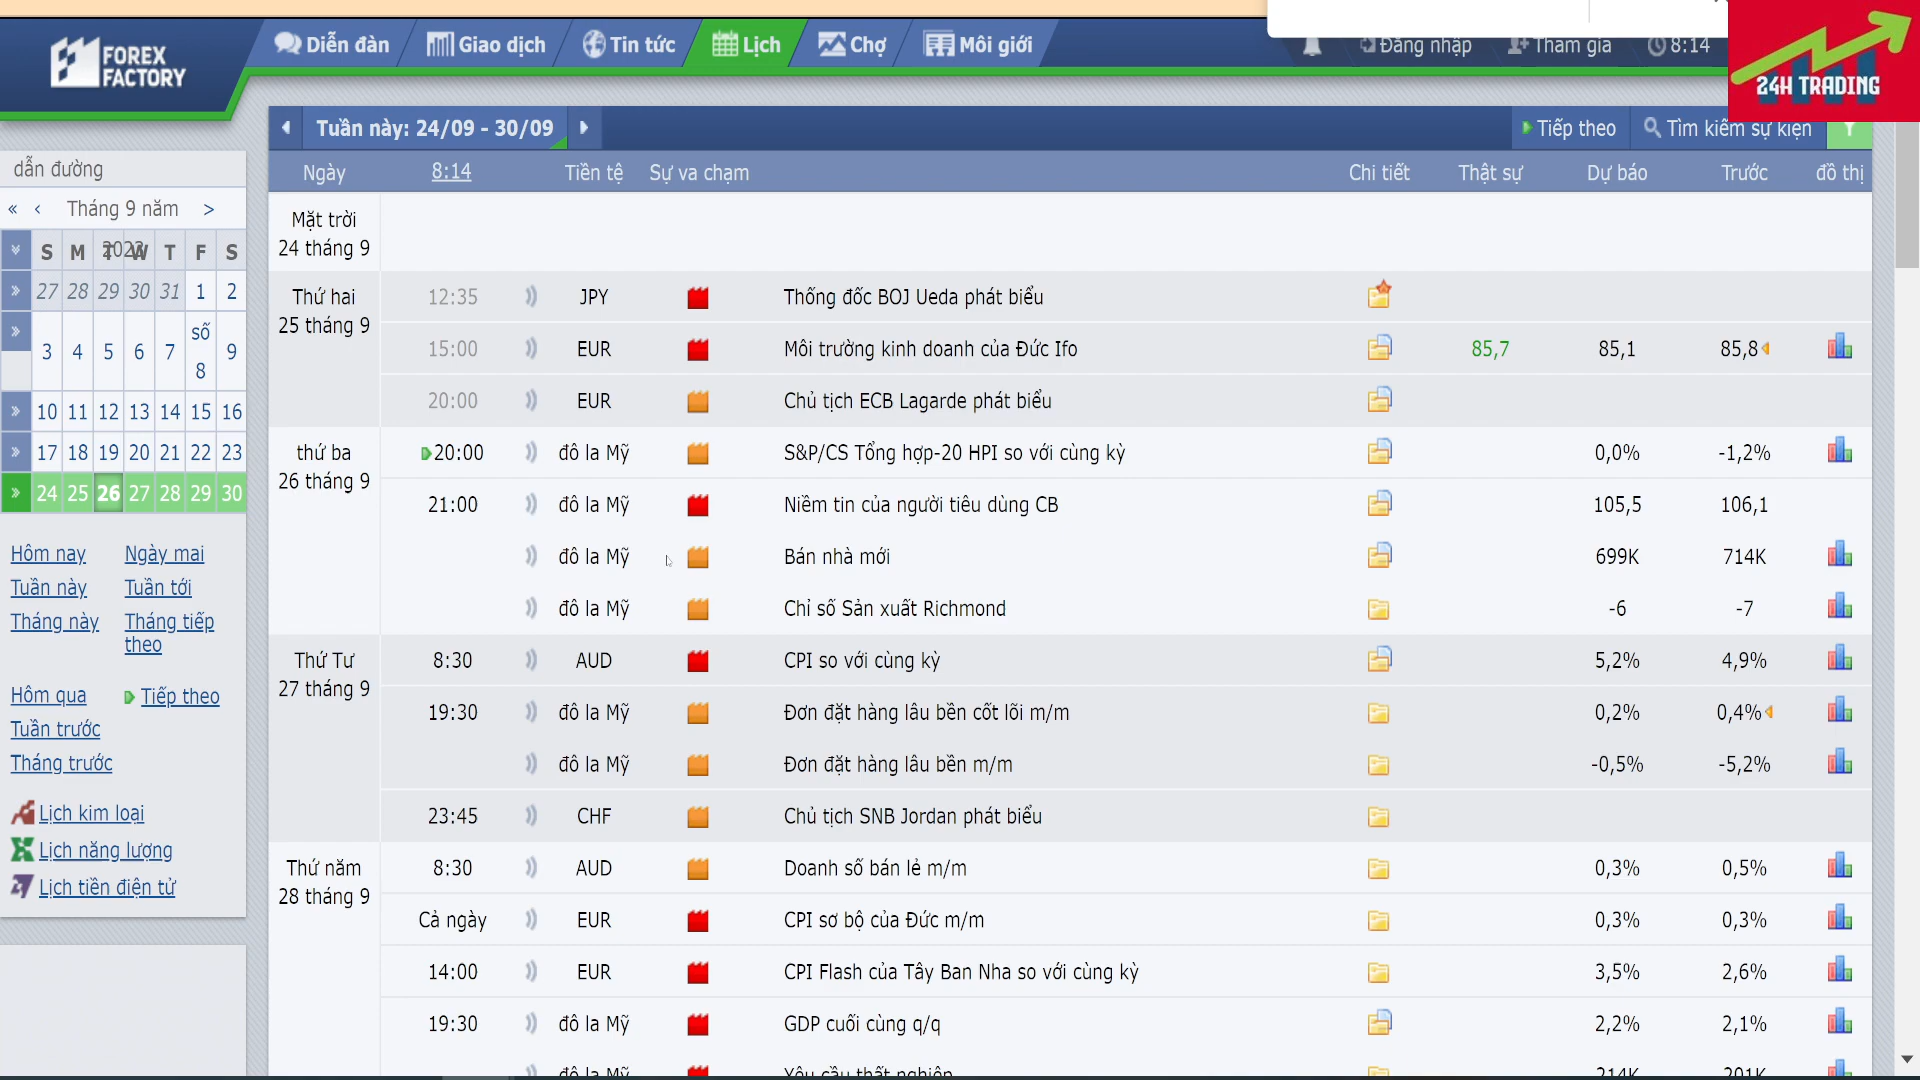 FOREX
FACTORY
Diễn đàn
Giao dịch
Tin tức
Lịch
Chợ
Môi giới
Đăng nhập
Tham gia
8:14
24H TRADING
Tuần này: 24/09 - 30/09
Tiếp theo
Tìm kiếm sự kiện
Ngày 8:14 Tiền tệ Sự va chạm Chi tiết Thật sự Dự báo Trước đồ thị
dẫn đường
« ‹ Tháng 9 năm >
2023
S M T W T F S
27 28 29 30 31 1 2
3 4 5 6 7 số 8 9
10 11 12 13 14 15 16
17 18 19 20 21 22 23
24 25 26 27 28 29 30
Hôm nay Ngày mai
Tuần này Tuần tới
Tháng này Tháng tiếp
theo
Hôm qua Tiếp theo
Tuần trước
Tháng trước
Lịch kim loại
Lịch năng lượng
Lịch tiền điện tử
Mặt trời
24 tháng 9
Thứ hai
25 tháng 9
12:35 JPY Thống đốc BOJ Ueda phát biểu
15:00 EUR Môi trường kinh doanh của Đức Ifo 85,7 85,1 85,8
20:00 EUR Chủ tịch ECB Lagarde phát biểu
thứ ba
26 tháng 9
20:00 đô la Mỹ S&P/CS Tổng hợp-20 HPI so với cùng kỳ 0,0% -1,2%
21:00 đô la Mỹ Niềm tin của người tiêu dùng CB 105,5 106,1
đô la Mỹ Bán nhà mới 699K 714K
đô la Mỹ Chỉ số Sản xuất Richmond -6 -7
Thứ Tư
27 tháng 9
8:30 AUD CPI so với cùng kỳ 5,2% 4,9%
19:30 đô la Mỹ Đơn đặt hàng lâu bền cốt lõi m/m 0,2% 0,4%
đô la Mỹ Đơn đặt hàng lâu bền m/m -0,5% -5,2%
23:45 CHF Chủ tịch SNB Jordan phát biểu
Thứ năm
28 tháng 9
8:30 AUD Doanh số bán lẻ m/m 0,3% 0,5%
Cả ngày EUR CPI sơ bộ của Đức m/m 0,3% 0,3%
14:00 EUR CPI Flash của Tây Ban Nha so với cùng kỳ 3,5% 2,6%
19:30 đô la Mỹ GDP cuối cùng q/q 2,2% 2,1%
đô la Mỹ Yêu cầu thất nghiệp 214K 201K